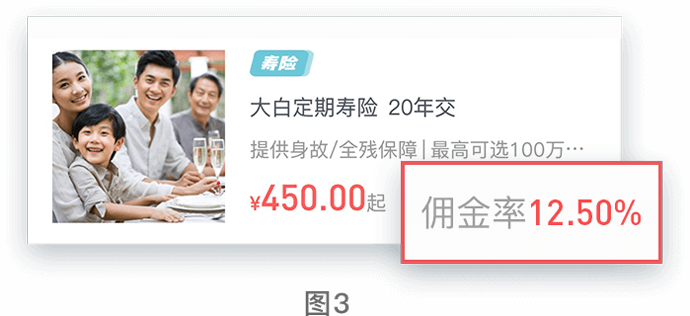 寿险
大白定期寿险 20年交
提供身故/全残保障|最高可选100万…
¥450.00起
佣金率12.50%
图3